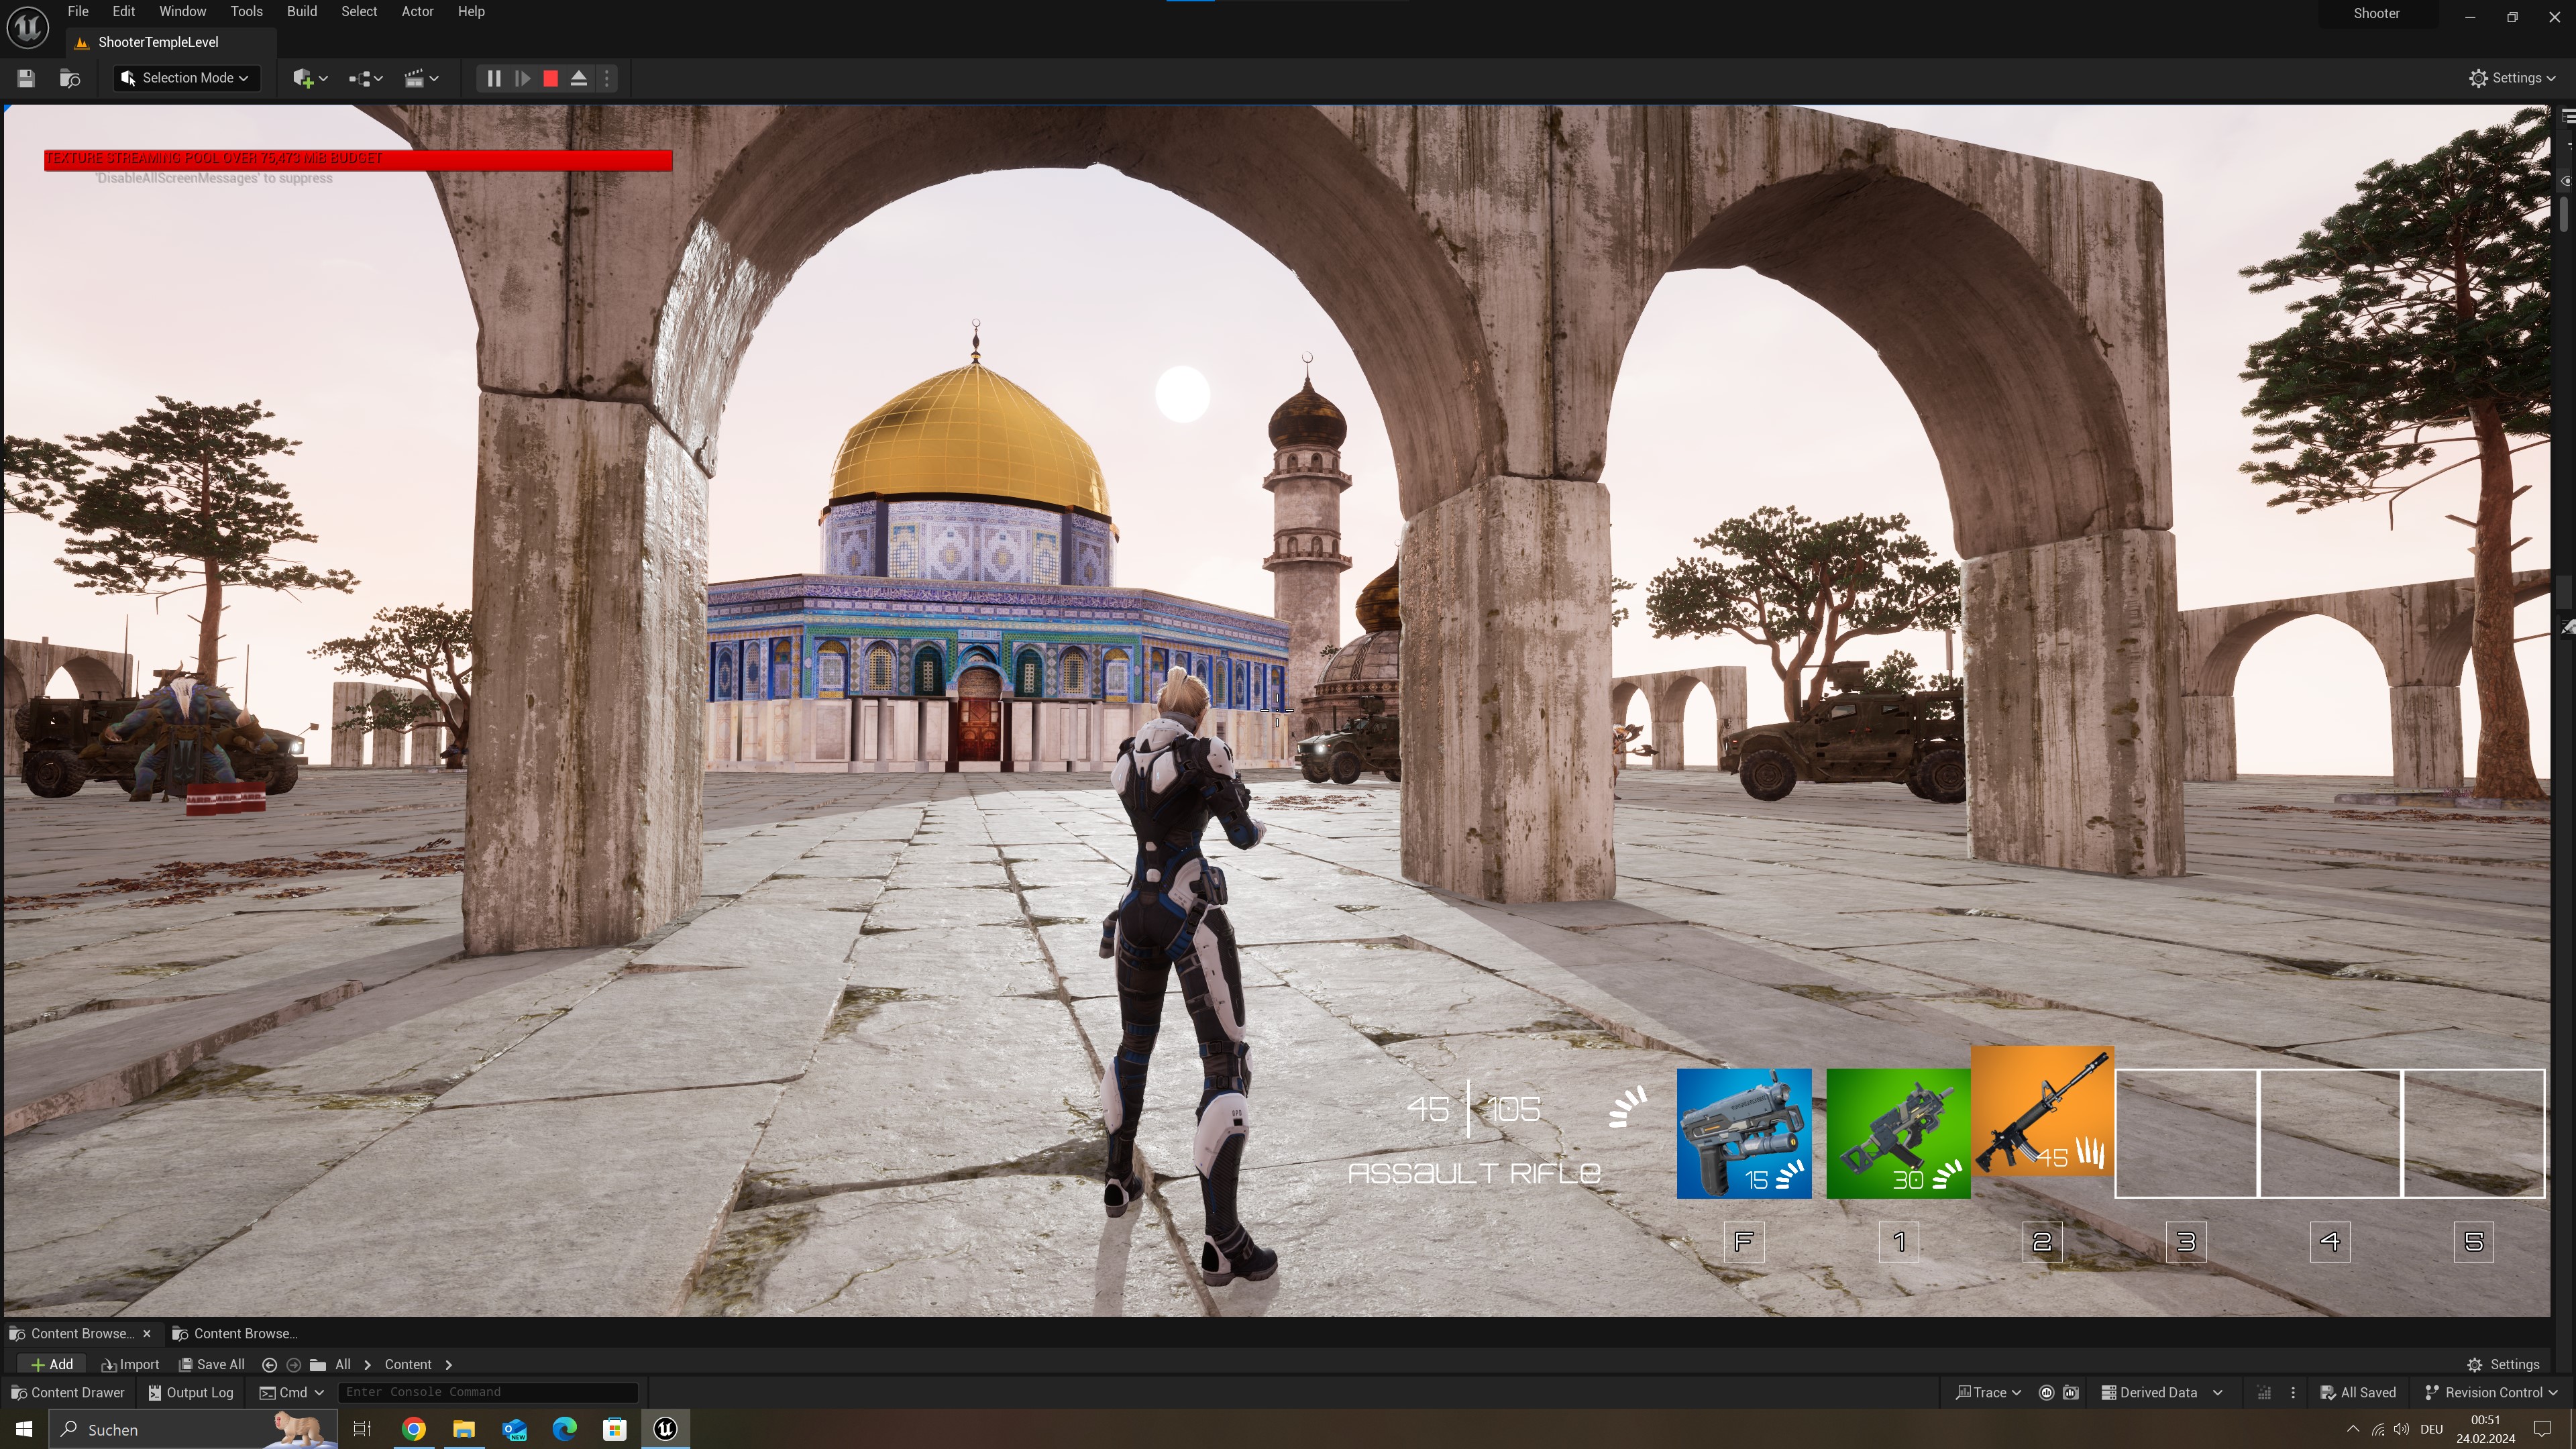 File Edit Window Tools Build Select Actor Help
Shooter
ShooterTempleLevel
Selection Mode
Settings
TEXTURE STREAMING POOL OVER 75,473 MiB BUDGET
'DisableAllScreenMessages' to suppress
45 105
ASSAULT RIFLE
15 30 45
F 1 2 3 4 5
Content Browse... Content Browse...
Add Import Save All All Content
Settings
Content Drawer Output Log Cmd Enter Console Command
Trace Derived Data All Saved Revision Control
Suchen
NEW
DEU
00:51
24.02.2024